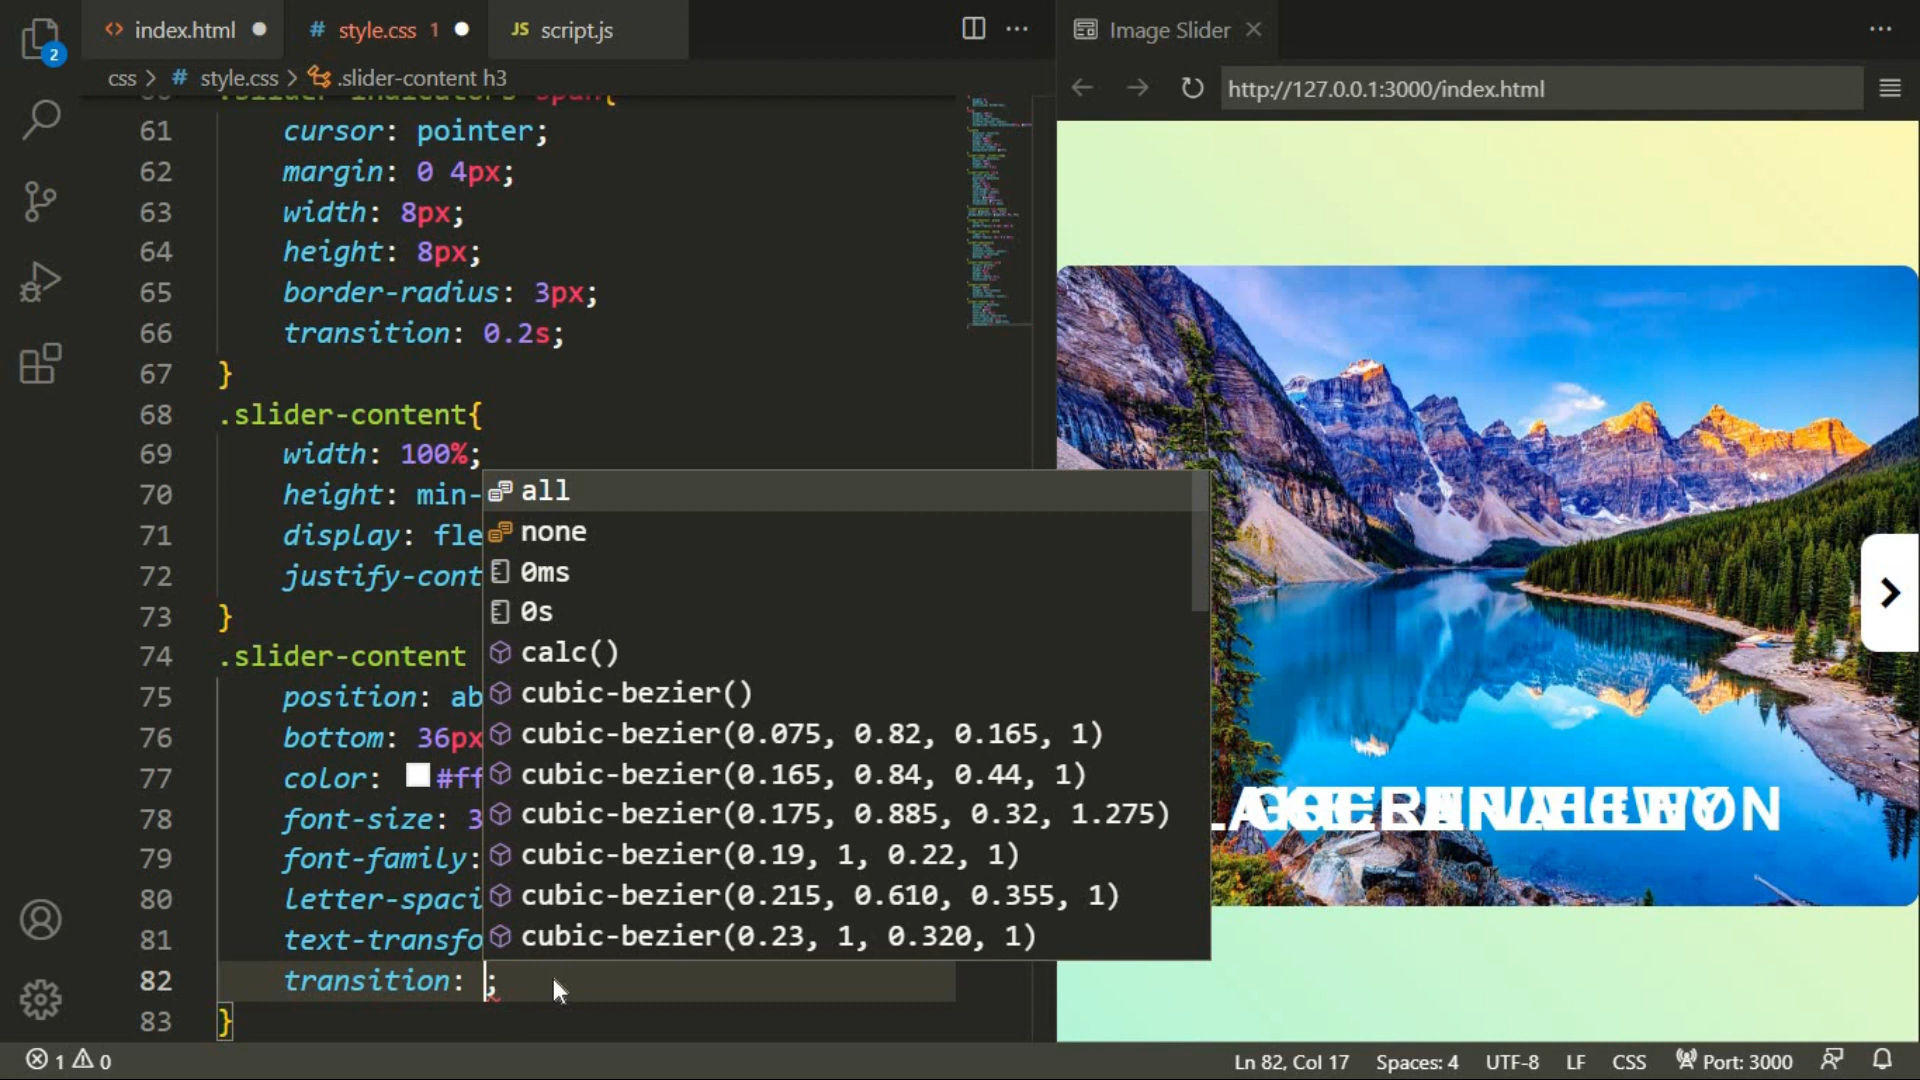 index.html
# style.css 1
JS script.js
Image Slider
css > # style.css > .slider-content h3
http://127.0.0.1:3000/index.html
2
61 cursor: pointer;
62 margin: 0 4px;
63 width: 8px;
64 height: 8px;
65 border-radius: 3px;
66 transition: 0.2s;
67 }
68 .slider-content{
69 width: 100%;
70 height: min-
71 display: fle
72 justify-cont
73 }
74 .slider-content
75 position: ab
76 bottom: 36px
77 color: #ff
78 font-size: 3
79 font-family:
80 letter-spaci
81 text-transfo
82 transition: ;
83 }
all
none
0ms
0s
calc()
cubic-bezier()
cubic-bezier(0.075, 0.82, 0.165, 1)
cubic-bezier(0.165, 0.84, 0.44, 1)
cubic-bezier(0.175, 0.885, 0.32, 1.275)
cubic-bezier(0.19, 1, 0.22, 1)
cubic-bezier(0.215, 0.610, 0.355, 1)
cubic-bezier(0.23, 1, 0.320, 1)
1 0
Ln 82, Col 17 Spaces: 4 UTF-8 LF CSS Port: 3000